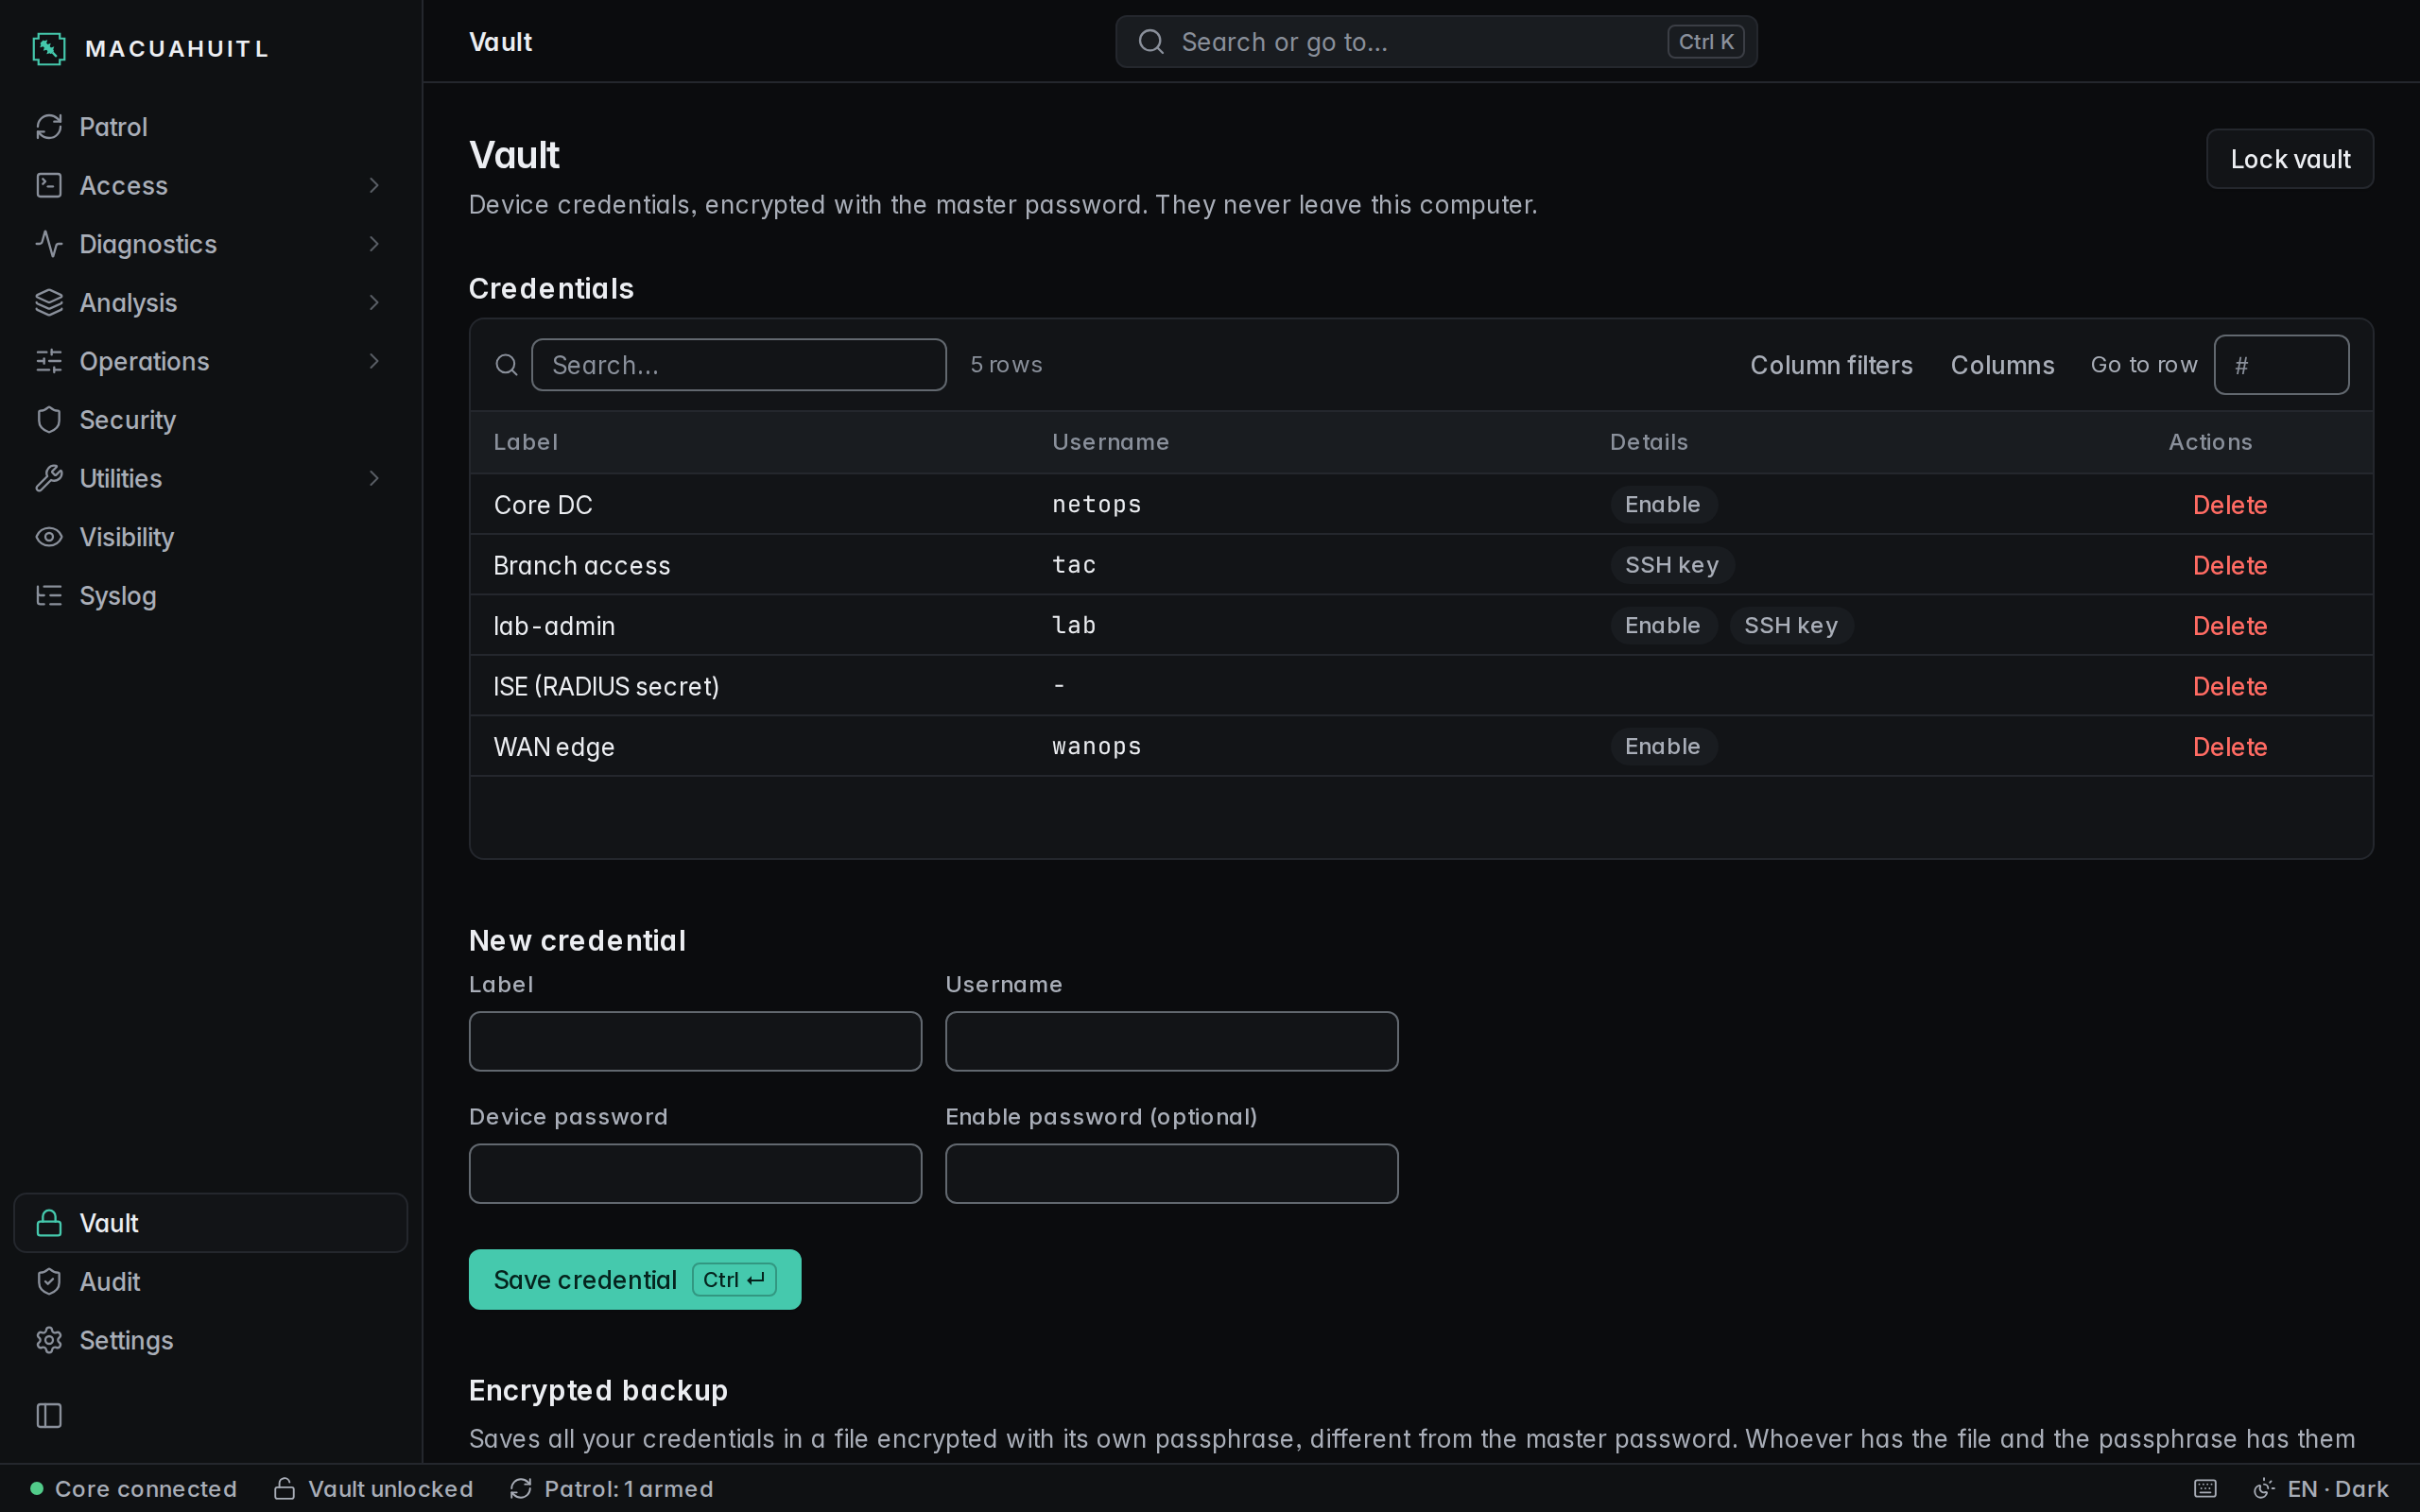 MACUAHUITL
Vault
Search or go to...
Ctrl K
Patrol
Access
Diagnostics
Analysis
Operations
Security
Utilities
Visibility
Syslog
Vault
Audit
Settings
Vault
Lock vault
Device credentials, encrypted with the master password. They never leave this computer.
Credentials
Search...
5 rows
Column filters
Columns
Go to row
#
Label Username Details Actions
Core DC netops Enable Delete
Branch access tac SSH key Delete
lab-admin lab Enable SSH key Delete
ISE (RADIUS secret) - Delete
WAN edge wanops Enable Delete
New credential
Label Username
Device password Enable password (optional)
Save credential Ctrl ↵
Encrypted backup
Saves all your credentials in a file encrypted with its own passphrase, different from the master password. Whoever has the file and the passphrase has them
Core connected Vault unlocked Patrol: 1 armed EN · Dark